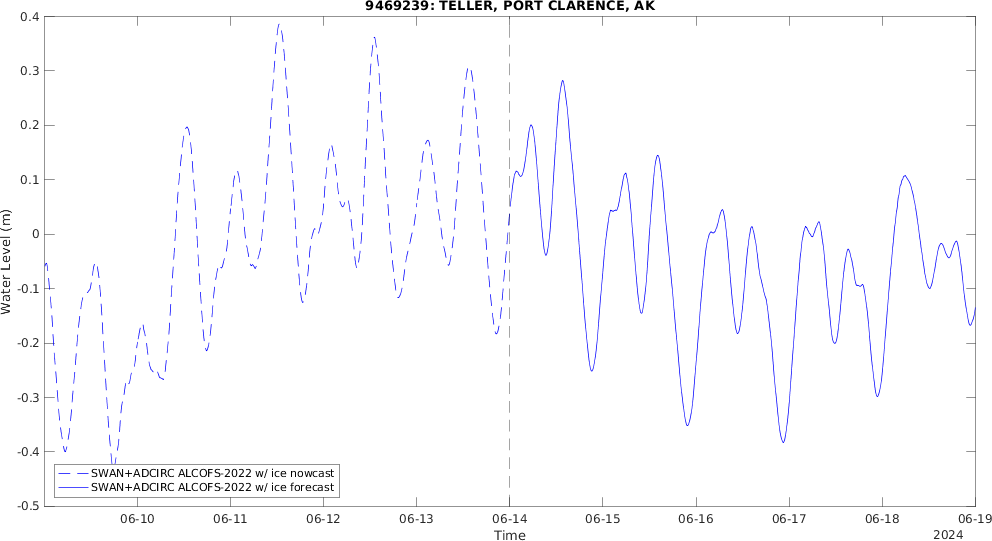 9469239: TELLER, PORT CLARENCE, AK
0.4
0.3
0.2
0.1
0
-0.1
-0.2
-0.3
-0.4
-0.5
Water Level (m)
SWAN+ADCIRC ALCOFS-2022 w/ ice nowcast
SWAN+ADCIRC ALCOFS-2022 w/ ice forecast
06-10 06-11 06-12 06-13 06-14 06-15 06-16 06-17 06-18 06-19
Time
2024